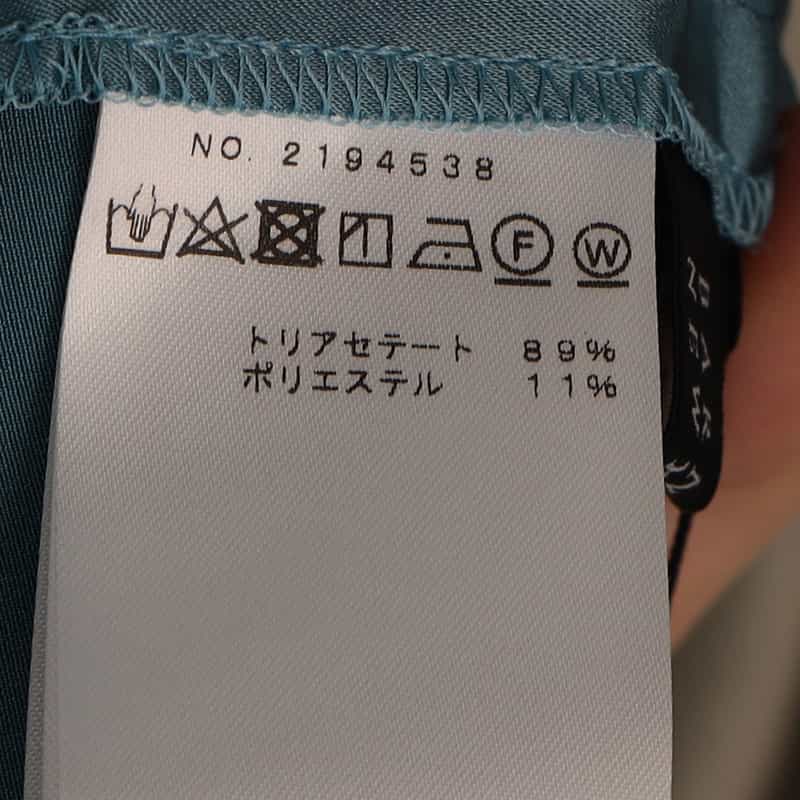 NO. 2194538
F W
トリアセテート 89%
ポリエステル 11%